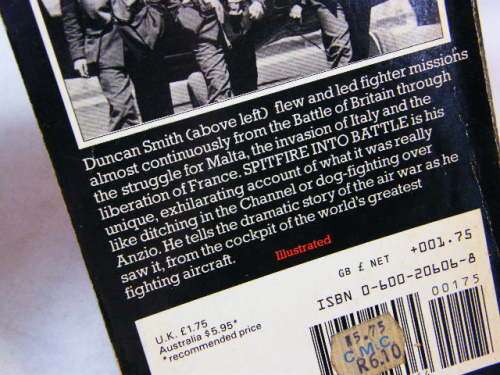 Duncan Smith (above left) flew and led fighter missions
almost continuously from the Battle of Britain through
the struggle for Malta, the invasion of Italy and the
liberation of France. SPITFIRE INTO BATTLE is his
unique, exhilarating account of what it was really
like ditching in the Channel or dog-fighting over
Anzio. He tells the dramatic story of the air war as he
saw it, from the cockpit of the world's greatest
fighting aircraft.
Illustrated
U.K. £1.75
Australia $5.95*
*recommended price
GB £ NET +001.75
ISBN 0-600-20606-8
00175
C.M.C.
R6.10